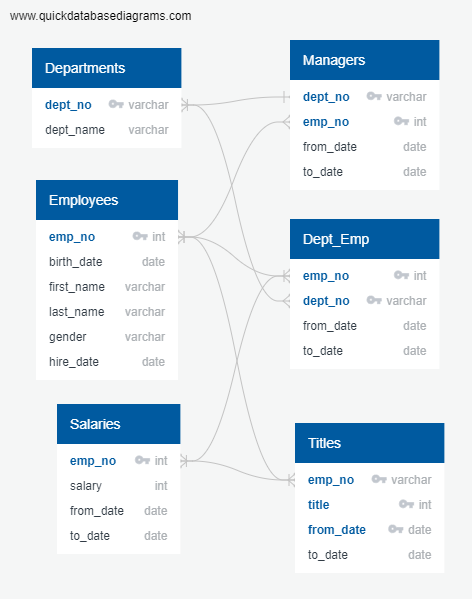 www.quickdatabasediagrams.com
Departments
dept_no varchar
dept_name varchar
Managers
dept_no varchar
emp_no int
from_date date
to_date date
Employees
emp_no int
birth_date date
first_name varchar
last_name varchar
gender varchar
hire_date date
Dept_Emp
emp_no int
dept_no varchar
from_date date
to_date date
Salaries
emp_no int
salary int
from_date date
to_date date
Titles
emp_no varchar
title int
from_date date
to_date date